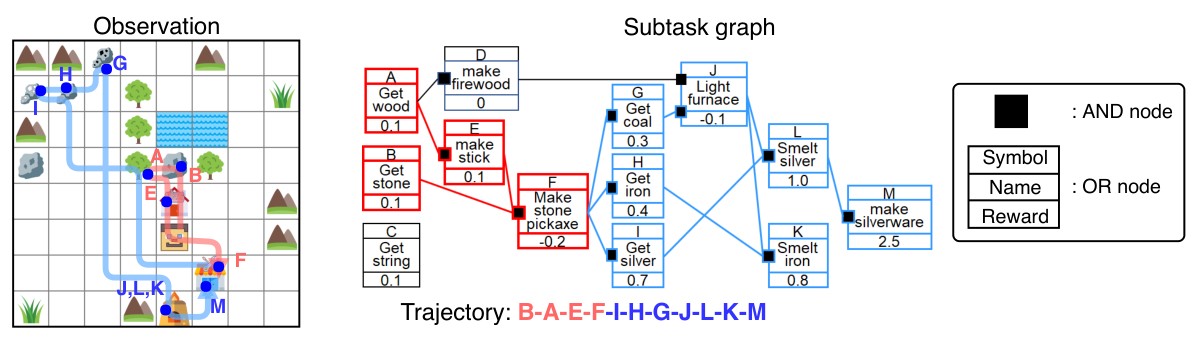 Observation
G
H
I
A
B
E
F
J,L,K
M
Subtask graph
A
Get
wood
0.1
B
Get
stone
0.1
C
Get
string
0.1
D
make
firewood
0
E
make
stick
0.1
F
Make
stone
pickaxe
-0.2
G
Get
coal
0.3
H
Get
iron
0.4
I
Get
silver
0.7
J
Light
furnace
-0.1
L
Smelt
silver
1.0
K
Smelt
iron
0.8
M
make
silverware
2.5
Trajectory: B-A-E-F-I-H-G-J-L-K-M
: AND node
Symbol
Name
Reward
: OR node